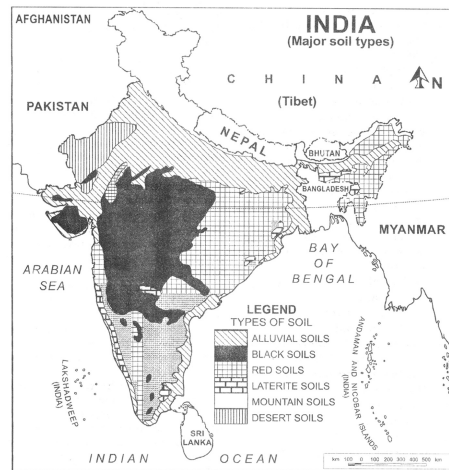 AFGHANISTAN
INDIA
(Major soil types)
C H I N A
(Tibet)
N
PAKISTAN
NEPAL
BHUTAN
BANGLADESH
MYANMAR
ARABIAN
SEA
BAY
OF
BENGAL
LEGEND
TYPES OF SOIL
ALLUVIAL SOILS
BLACK SOILS
RED SOILS
LATERITE SOILS
MOUNTAIN SOILS
DESERT SOILS
LAKSHADWEEP
(INDIA)
ANDAMAN AND NICOBAR ISLANDS
(INDIA)
SRI
LANKA
INDIAN OCEAN
km 100 0 100 200 300 400 500 km